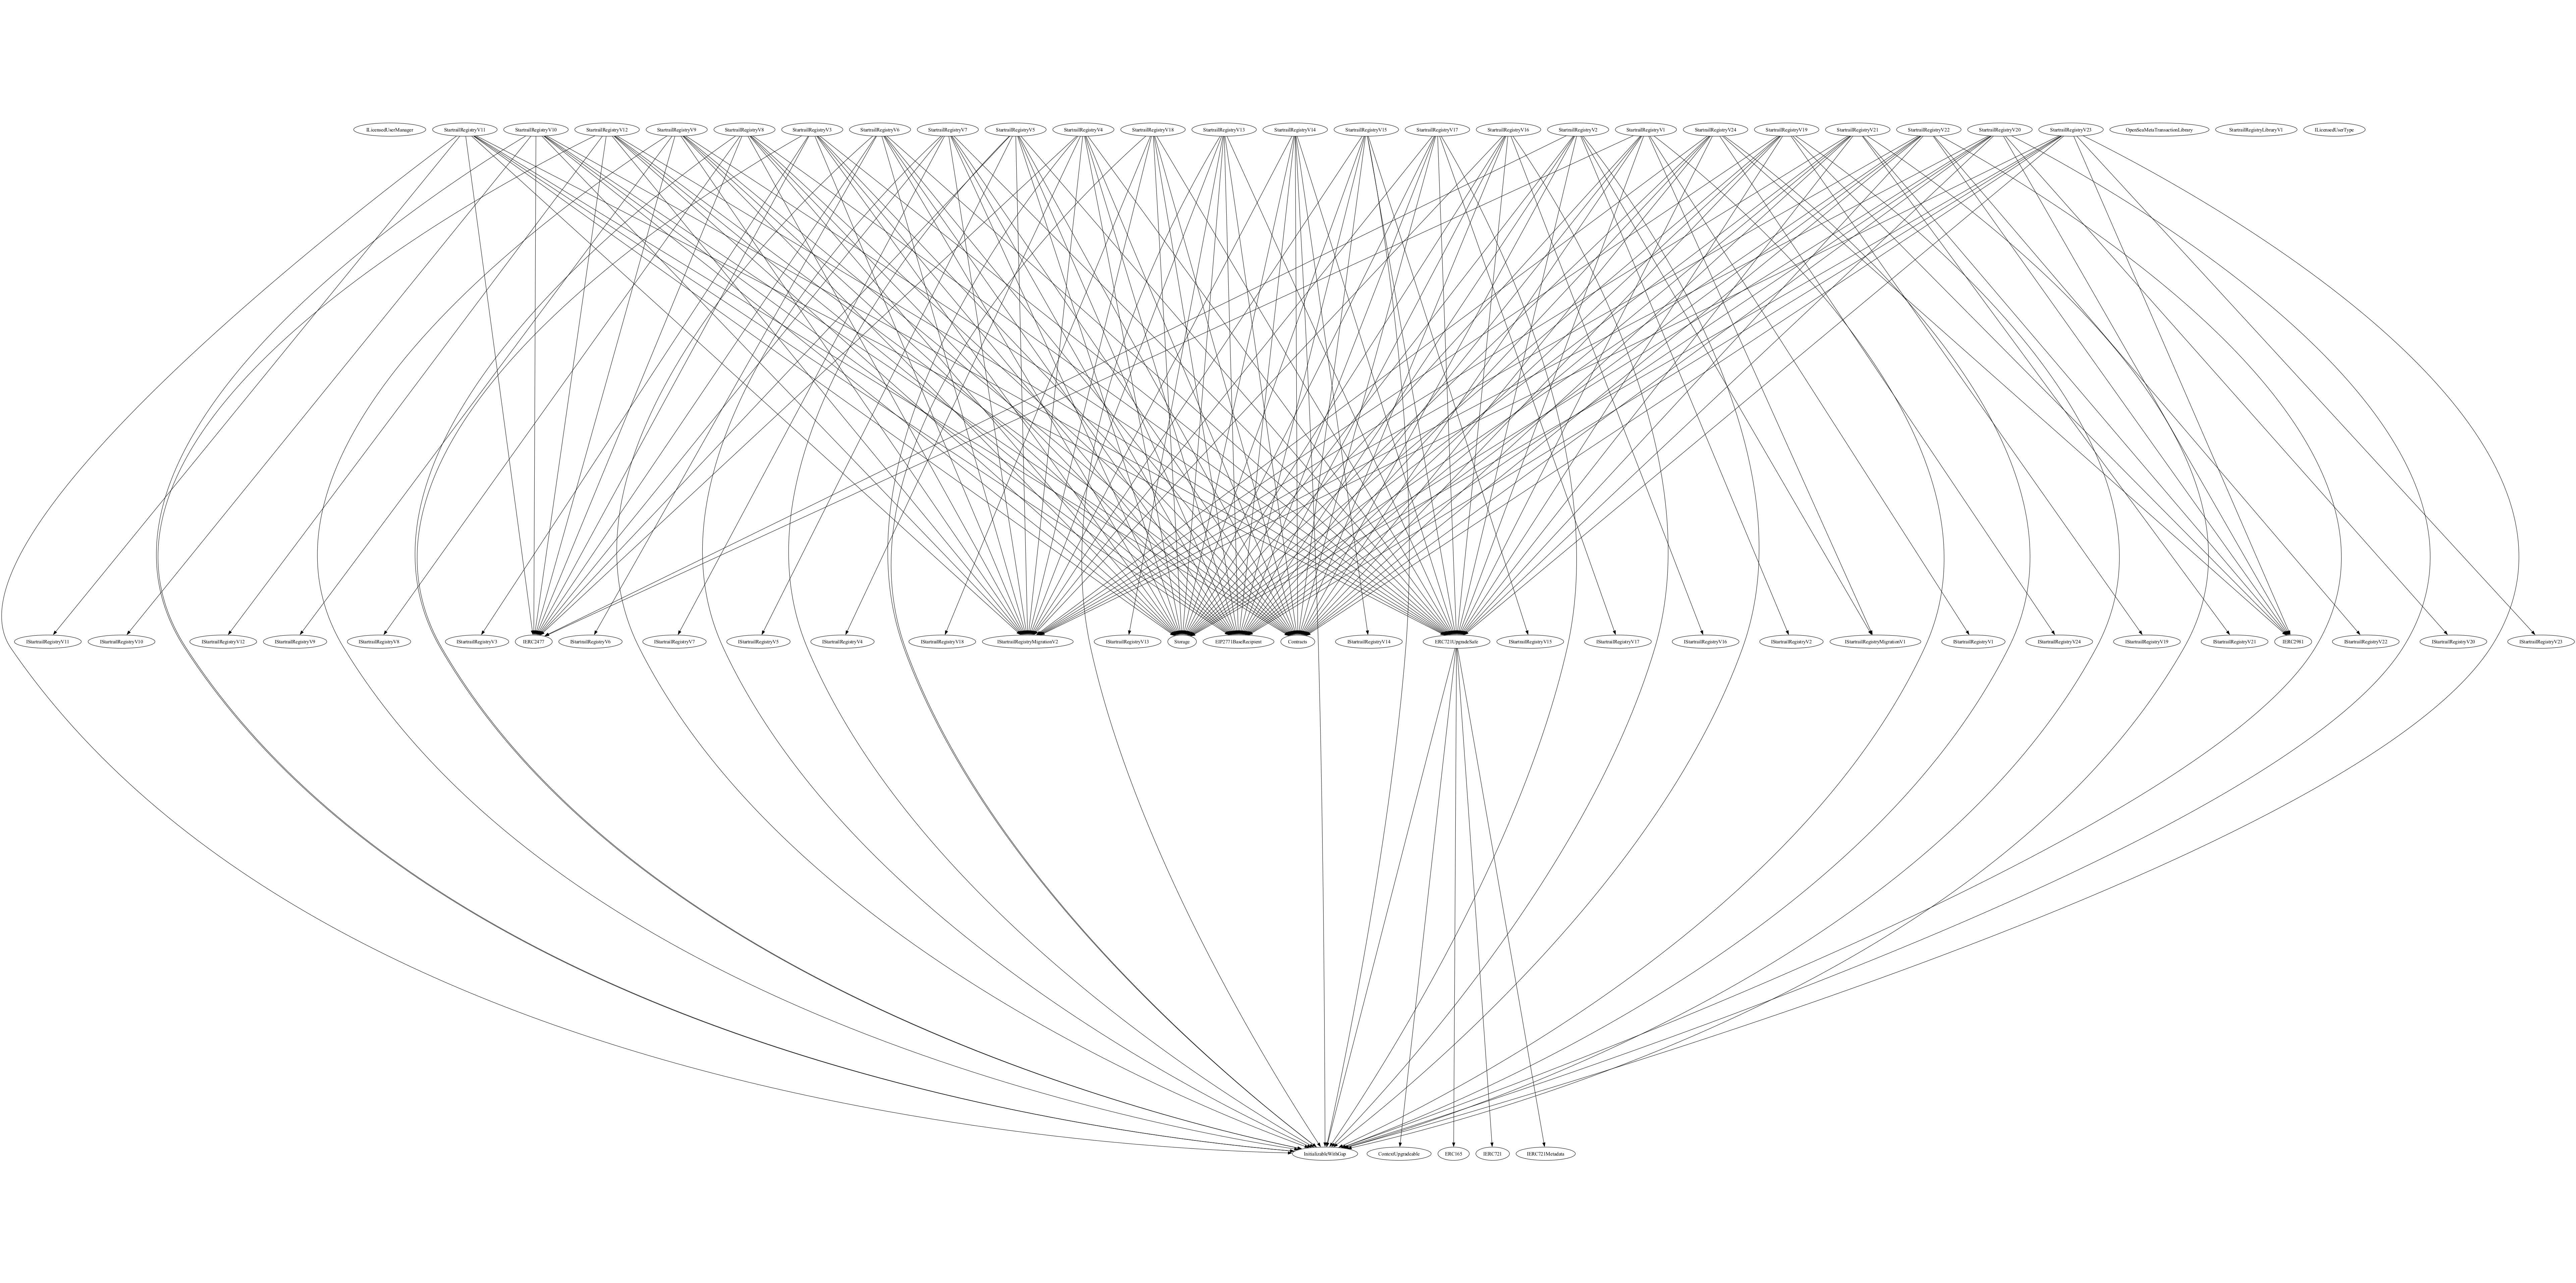 ILicensedUserManager
StartrailRegistryV11
StartrailRegistryV10
StartrailRegistryV12
StartrailRegistryV9
StartrailRegistryV8
StartrailRegistryV3
StartrailRegistryV6
StartrailRegistryV7
StartrailRegistryV5
StartrailRegistryV4
StartrailRegistryV18
StartrailRegistryV13
StartrailRegistryV14
StartrailRegistryV15
StartrailRegistryV17
StartrailRegistryV16
StartrailRegistryV2
StartrailRegistryV1
StartrailRegistryV24
StartrailRegistryV19
StartrailRegistryV21
StartrailRegistryV22
StartrailRegistryV20
StartrailRegistryV23
OpenSeaMetaTransactionLibrary
StartrailRegistryLibraryV1
ILicensedUserType
IStartrailRegistryV11
IStartrailRegistryV10
IStartrailRegistryV12
IStartrailRegistryV9
IStartrailRegistryV8
IStartrailRegistryV3
IERC2477
IStartrailRegistryV6
IStartrailRegistryV7
IStartrailRegistryV5
IStartrailRegistryV4
IStartrailRegistryV18
IStartrailRegistryMigrationV2
IStartrailRegistryV13
Storage
EIP2771BaseRecipient
Contracts
IStartrailRegistryV14
ERC721UpgradeSafe
IStartrailRegistryV15
IStartrailRegistryV17
IStartrailRegistryV16
IStartrailRegistryV2
IStartrailRegistryMigrationV1
IStartrailRegistryV1
IStartrailRegistryV24
IStartrailRegistryV19
IStartrailRegistryV21
IERC2981
IStartrailRegistryV22
IStartrailRegistryV20
IStartrailRegistryV23
InitializableWithGap
ContextUpgradeable
ERC165
IERC721
IERC721Metadata